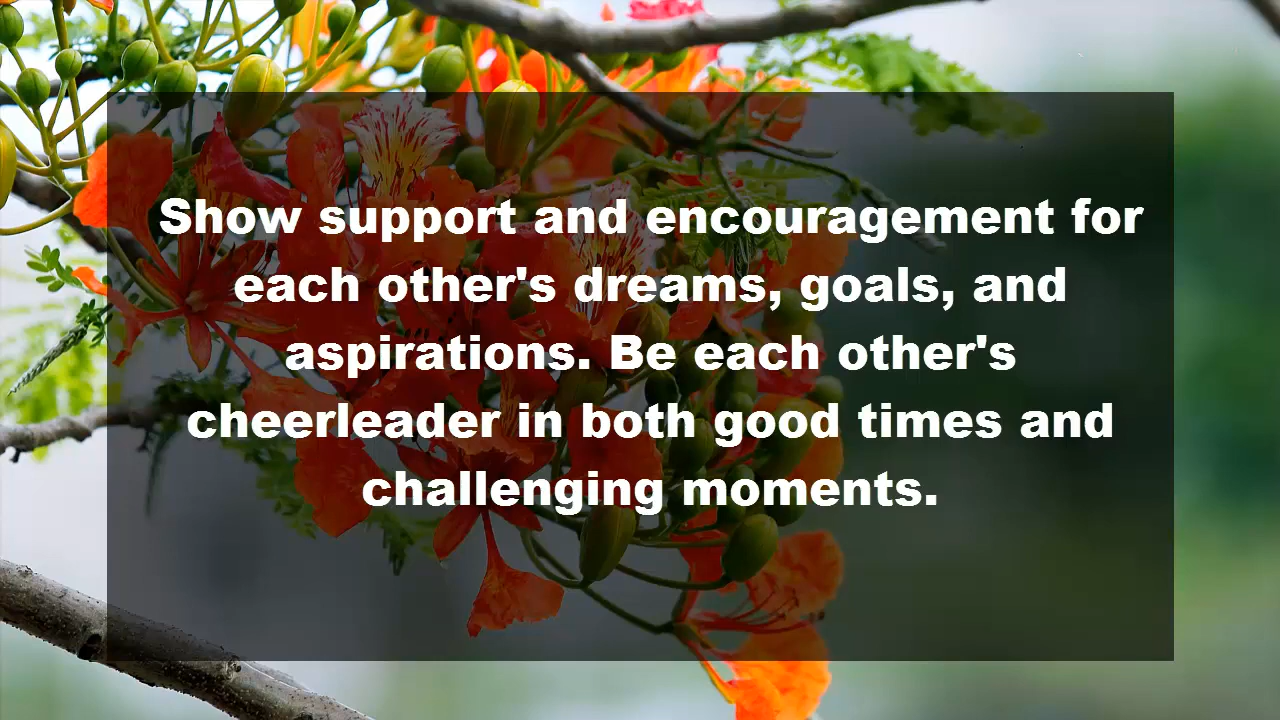 Show support and encouragement for
each other's dreams, goals, and
aspirations. Be each other's
cheerleader in both good times and
challenging moments.